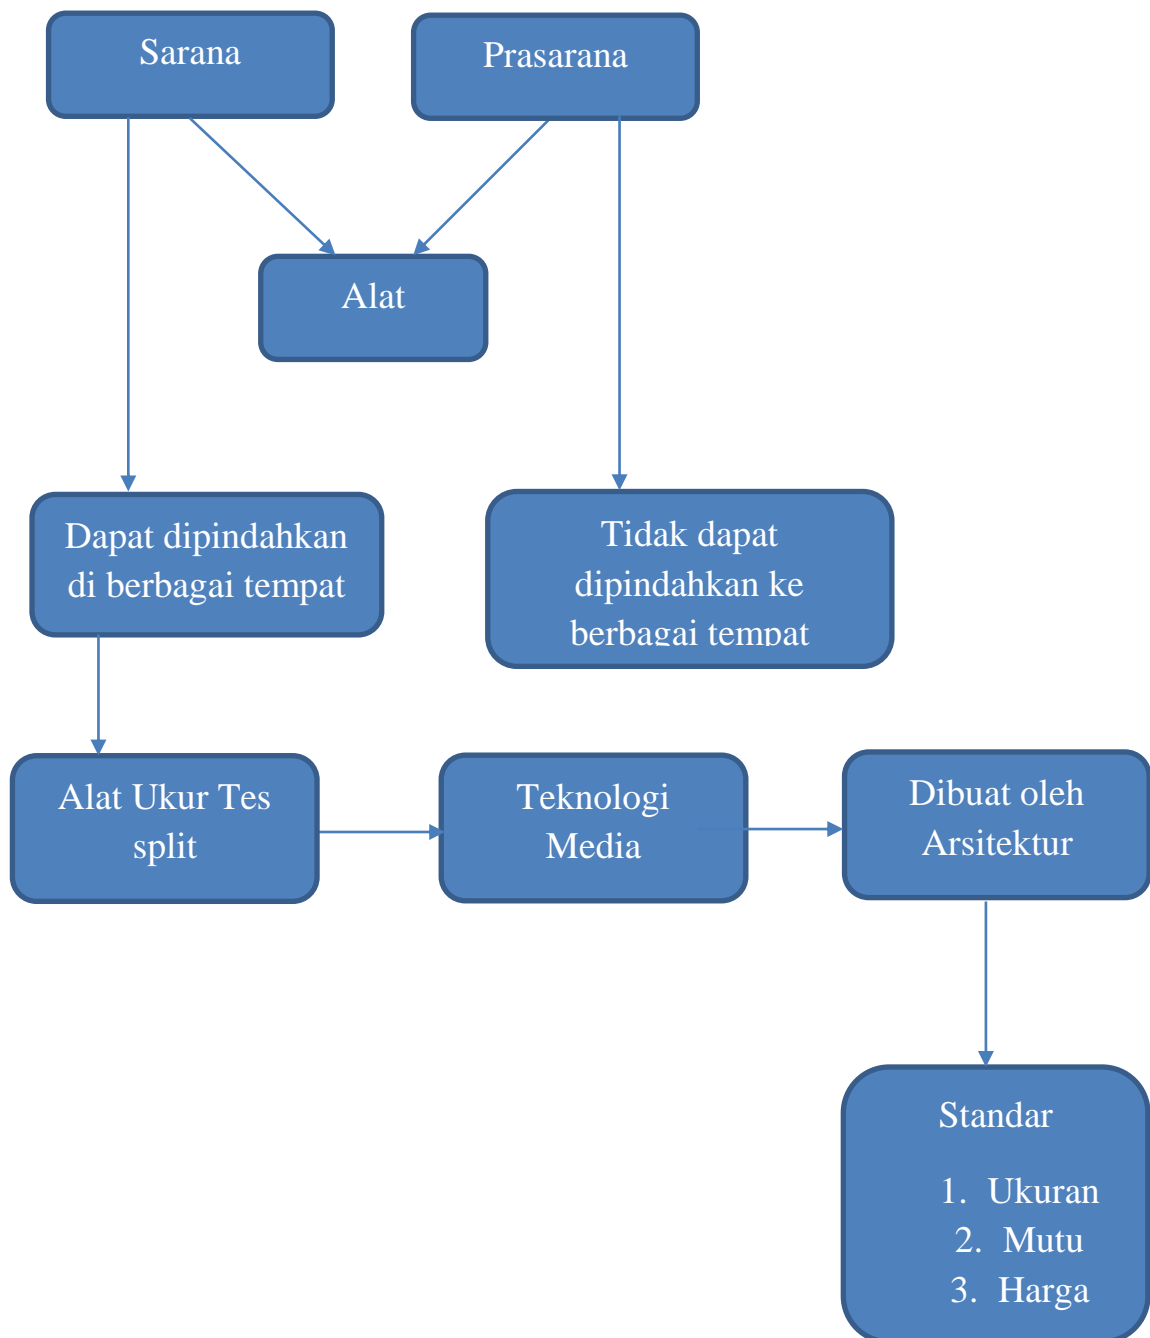 Sarana
Prasarana
Alat
Dapat dipindahkan
di berbagai tempat
Tidak dapat
dipindahkan ke
berbagai tempat
Alat Ukur Tes
split
Teknologi
Media
Dibuat oleh
Arsitektur
Standar
1. Ukuran
2. Mutu
3. Harga